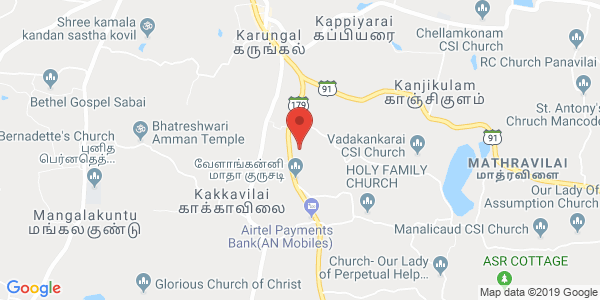 Shree kamala
kandan sastha kovil
Karungal
கருங்கல்
Kappiyarai
கப்பியரை
Chellamkonam
CSI Church
RC Church Panavilai
91
Kanjikulam
காஞ்சிகுளம்
Bethel Gospel Sabai
179
St. Antony's
Chruch Mancode
91
Bernadette's Church
புனித
பெர்னதெத்
Bhatreshwari
Amman Temple
Vadakankarai
CSI Church
வேளாங்கன்னி
மாதா குருசடி
HOLY FAMILY
CHURCH
MATHRAVILAI
மாத்ரவிளை
Kakkavilai
காக்காவிலை
Our Lady Of
Assumption Church
Mangalakuntu
மங்கலகுண்டு
Airtel Payments
Bank(AN Mobiles)
Manalicaud CSI Church
Church- Our Lady
of Perpetual Help...
ASR COTTAGE
Glorious Church of Christ
Google
Map data ©2019 Google